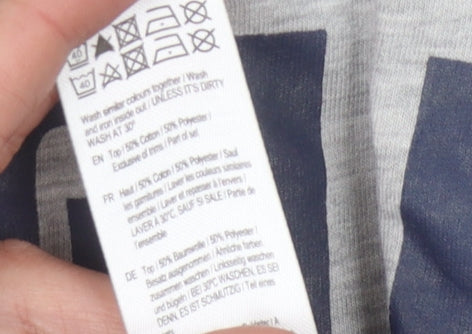 40
40
Wash similar colours together / Wash
and iron inside out / UNLESS IT'S DIRTY
WASH AT 30°
EN Top / 50% Cotton / 50% Polyester /
Exclusive of trims / Part of set
FR Haut / 50% Coton / 50% Polyester / Sauf
les garnitures / Laver les couleurs similaires
ensemble / Laver et repasser à l'envers /
LAVER À 30°C, SAUF SI SALE / Partie de
l'ensemble.
DE Top / 50% Baumwolle / 50% Polyester /
Besatz ausgenommen / Ähnliche farben
zusammen waschen / Linksseitig waschen
und bügeln / BEI 30°C WASCHEN, ES SEI
DENN, ES IST SCHMUTZIG / Teil eines